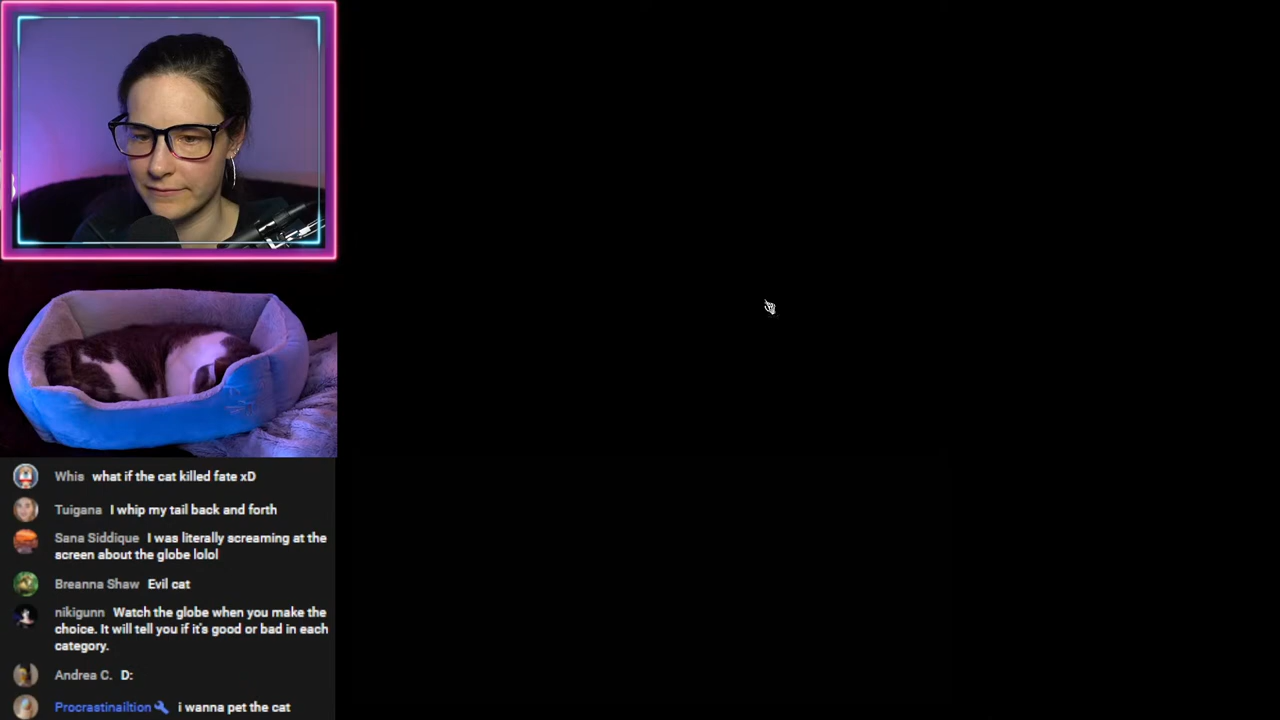 Whis what if the cat killed fate xD
Tuigana I whip my tail back and forth
Sana Siddique I was literally screaming at the
screen about the globe lolol
Breanna Shaw Evil cat
nikigunn Watch the globe when you make the
choice. It will tell you if it's good or bad in each
category.
Andrea C. D:
Procrastinailtion i wanna pet the cat